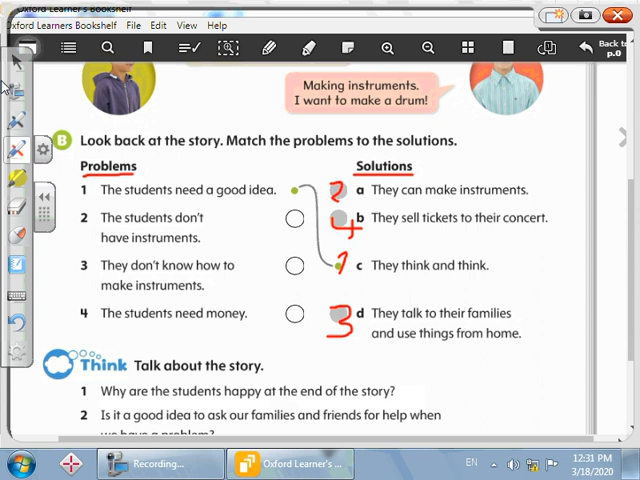 Oxford Learner's Bookshelf
Oxford Learners Bookshelf File Edit View Help
Back to
p.0
Making instruments.
I want to make a drum!
B Look back at the story. Match the problems to the solutions.
Problems Solutions
1 The students need a good idea. 2 a They can make instruments.
2 The students don't 4 b They sell tickets to their concert.
have instruments.
3 They don't know how to 1 c They think and think.
make instruments.
4 The students need money. 3 d They talk to their families
and use things from home.
Think Talk about the story.
1 Why are the students happy at the end of the story?
2 Is it a good idea to ask our families and friends for help when
we have a problem?
Recording... Oxford Learner's ... EN 12:31 PM
3/18/2020